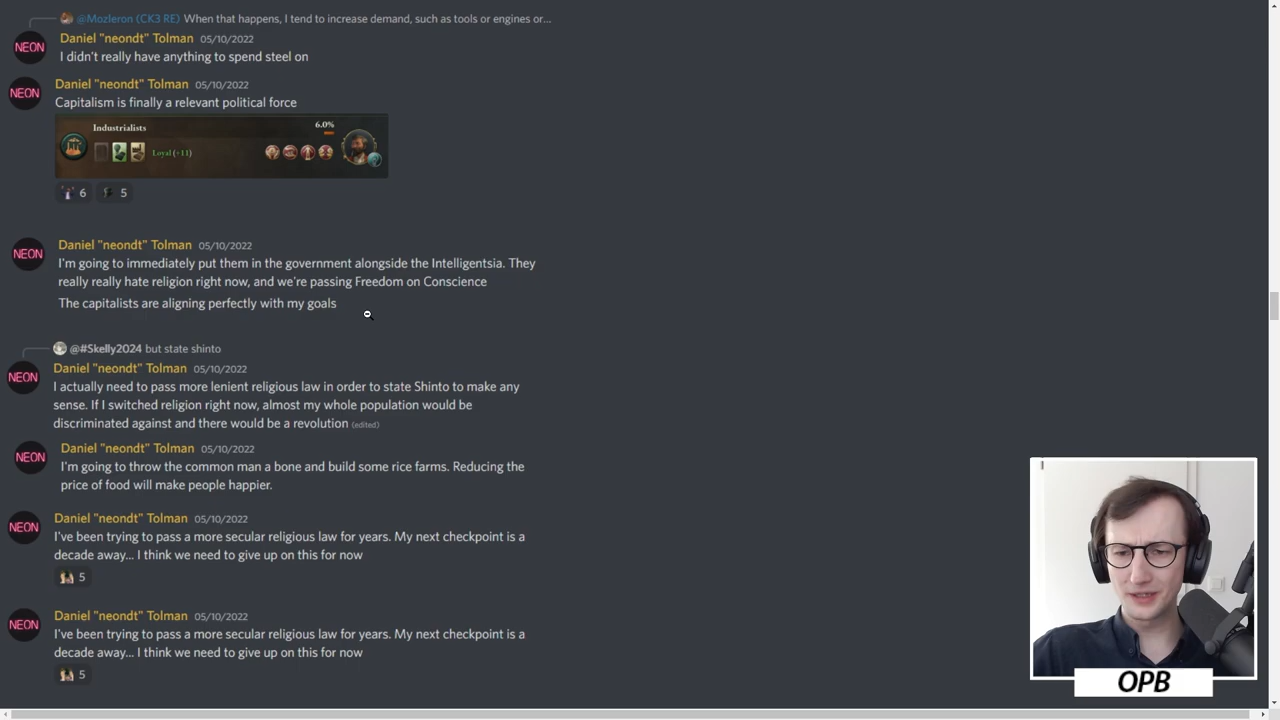 @Mozleron (CK3 RE) When that happens, I tend to increase demand, such as tools or engines or...
NEON
Daniel "neondt" Tolman 05/10/2022
I didn't really have anything to spend steel on
NEON
Daniel "neondt" Tolman 05/10/2022
Capitalism is finally a relevant political force
Industrialists
6.0%
Loyal (+11)
6 5
NEON
Daniel "neondt" Tolman 05/10/2022
I'm going to immediately put them in the government alongside the Intelligentsia. They
really really hate religion right now, and we're passing Freedom on Conscience
The capitalists are aligning perfectly with my goals
@#Skelly2024 but state shinto
NEON
Daniel "neondt" Tolman 05/10/2022
I actually need to pass more lenient religious law in order to state Shinto to make any
sense. If I switched religion right now, almost my whole population would be
discriminated against and there would be a revolution (edited)
NEON
Daniel "neondt" Tolman 05/10/2022
I'm going to throw the common man a bone and build some rice farms. Reducing the
price of food will make people happier.
NEON
Daniel "neondt" Tolman 05/10/2022
I've been trying to pass a more secular religious law for years. My next checkpoint is a
decade away... I think we need to give up on this for now
5
NEON
Daniel "neondt" Tolman 05/10/2022
I've been trying to pass a more secular religious law for years. My next checkpoint is a
decade away... I think we need to give up on this for now
5
OPB